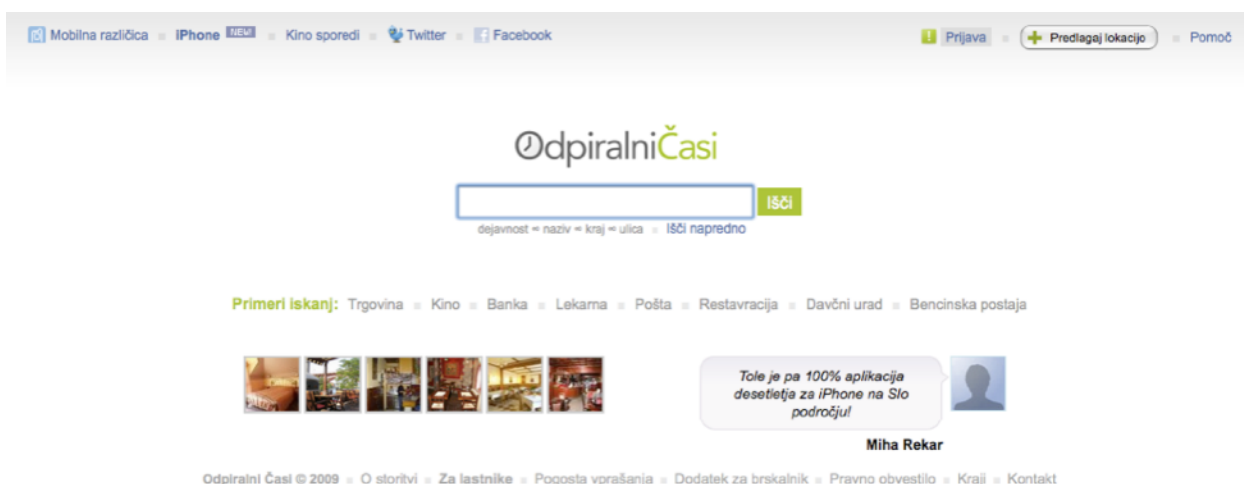 Mobilna različica iPhone NEW! Kino sporedi Twitter Facebook Prijava Predlagaj lokacijo Pomoč
OdpiralniČasi
Išči
dejavnost naziv kraj ulica Išči napredno
Primeri iskanj: Trgovina Kino Banka Lekarna Pošta Restavracija Davčni urad Bencinska postaja
Tole je pa 100% aplikacija
desetletja za iPhone na Slo
področju!
Miha Rekar
Odpiralni Časi © 2009 O storitvi Za lastnike Pogosta vprašanja Dodatek za brskalnik Pravno obvestilo Kraji Kontakt